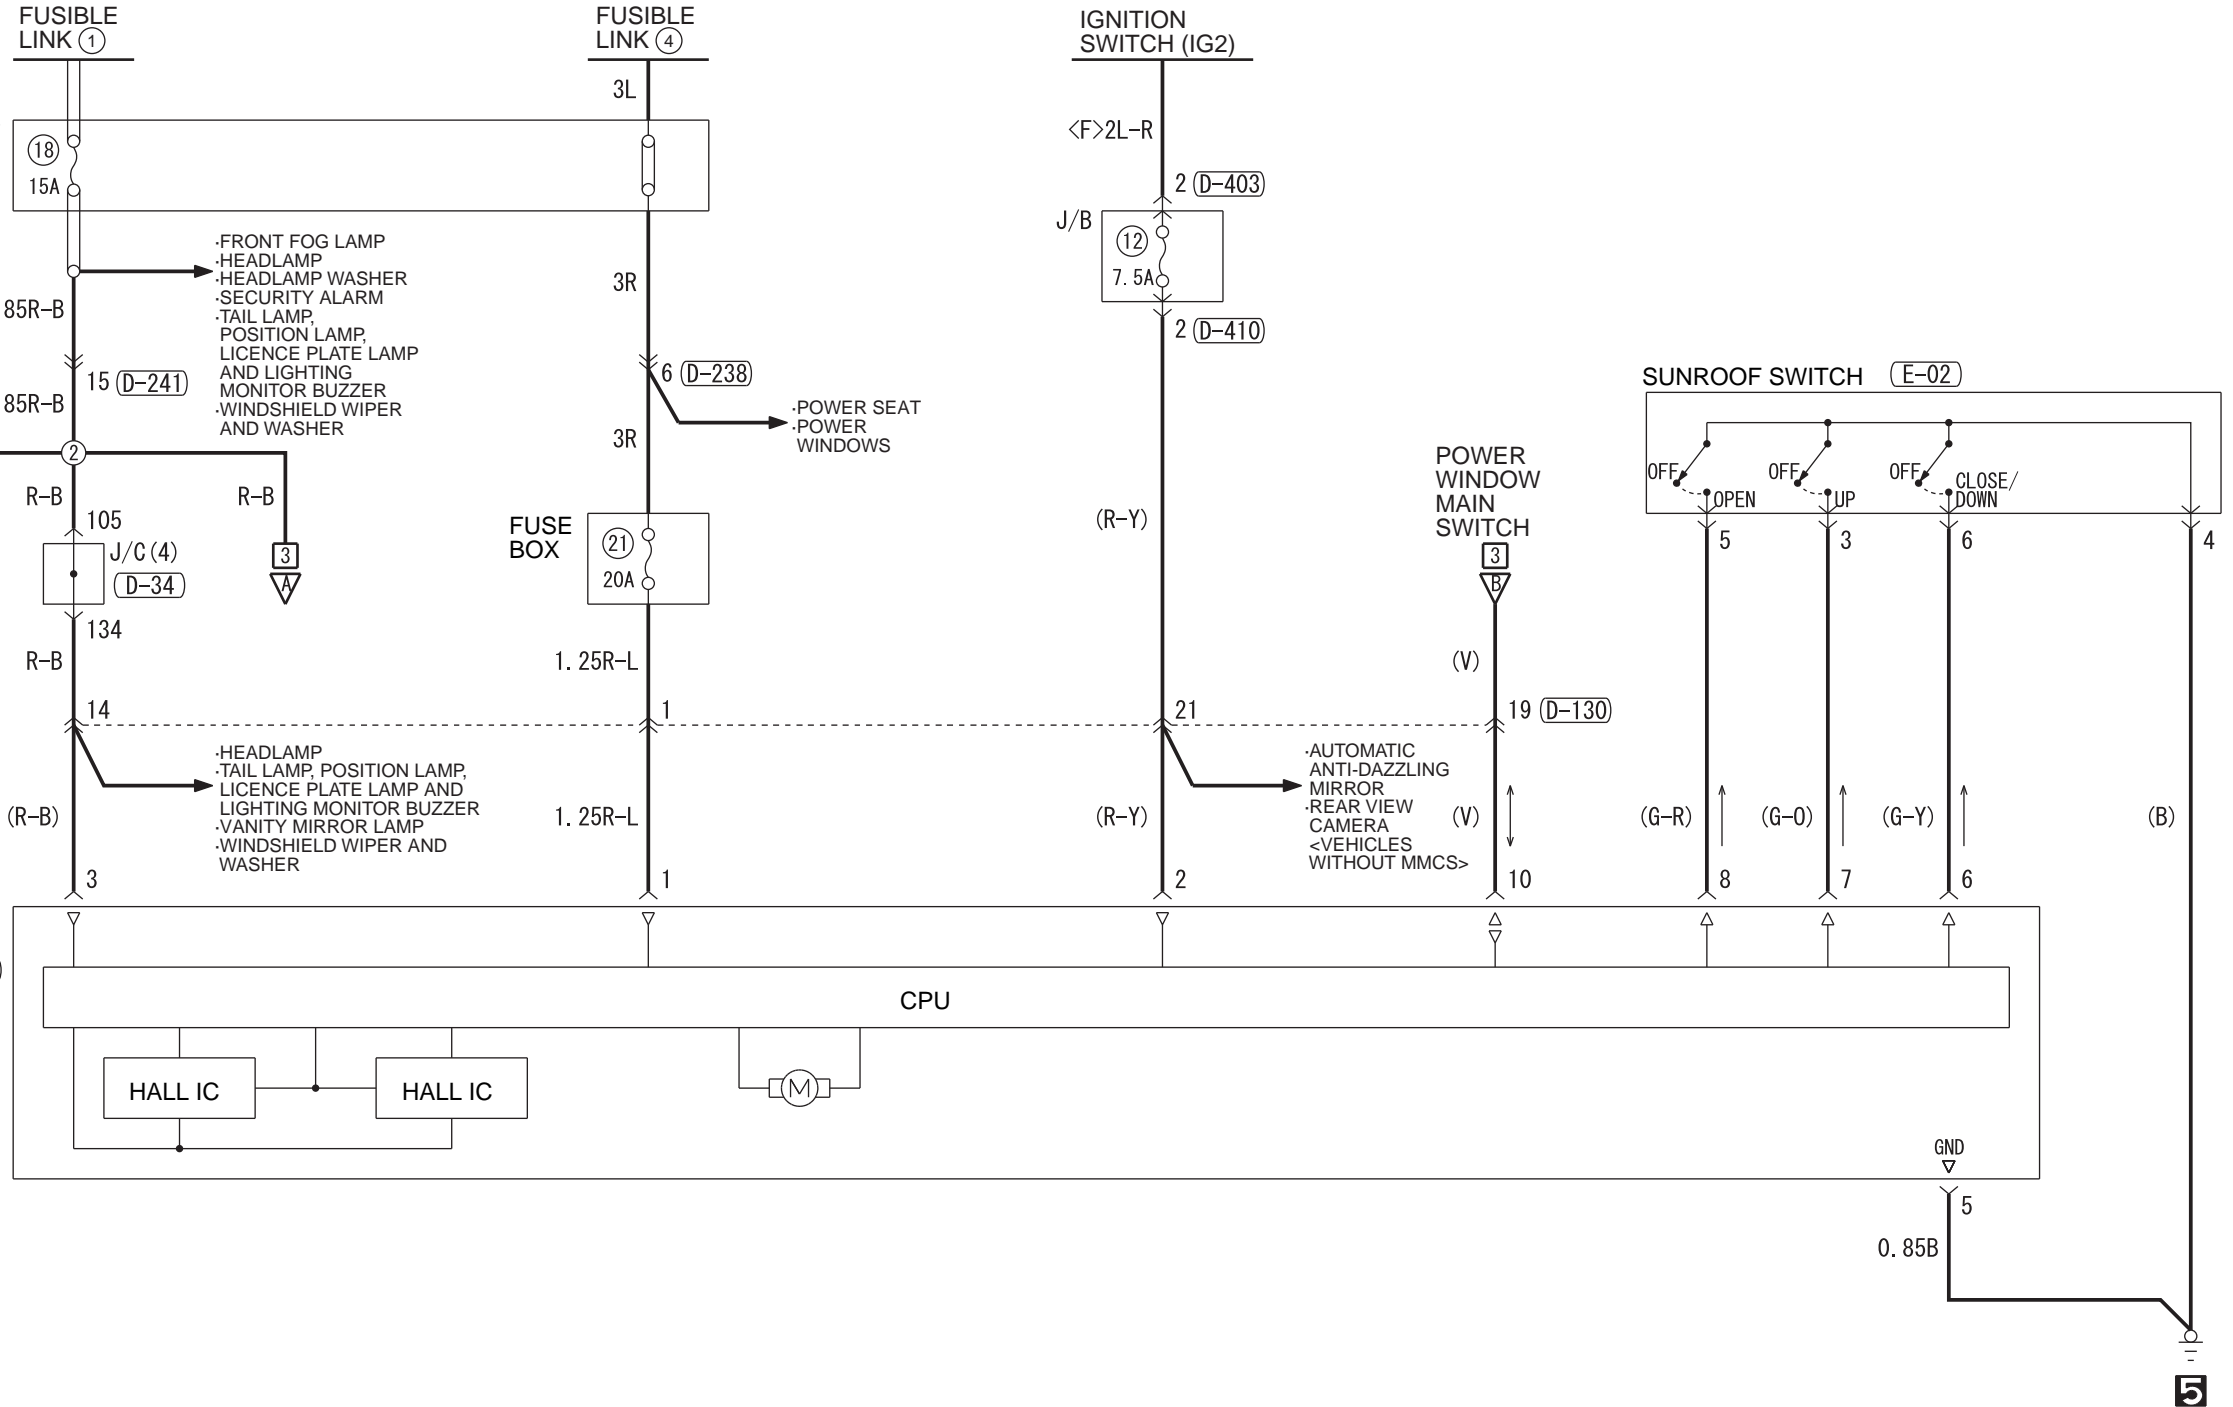 FUSIBLE
LINK 1
FUSIBLE
LINK 4
IGNITION
SWITCH (IG2)
3L
<F>2L-R
18
15A
2 D-403
J/B
12
7.5A
2 D-410
·FRONT FOG LAMP
·HEADLAMP
·HEADLAMP WASHER
·SECURITY ALARM
·TAIL LAMP,
POSITION LAMP,
LICENCE PLATE LAMP
AND LIGHTING
MONITOR BUZZER
·WINDSHIELD WIPER
AND WASHER
85R-B
3R
15 D-241
85R-B
6 D-238
·POWER SEAT
·POWER
WINDOWS
3R
2
R-B
R-B
105
J/C(4)
D-34
134
3
A
R-B
FUSE
BOX
21
20A
1.25R-L
(R-Y)
POWER
WINDOW
MAIN
SWITCH
3
B
(V)
SUNROOF SWITCH E-02
OFF
OPEN
OFF
UP
OFF
CLOSE/
DOWN
5
3
6
4
14
1
21
19 D-130
·HEADLAMP
·TAIL LAMP, POSITION LAMP,
LICENCE PLATE LAMP AND
LIGHTING MONITOR BUZZER
·VANITY MIRROR LAMP
·WINDSHIELD WIPER AND
WASHER
·AUTOMATIC
ANTI-DAZZLING
MIRROR
·REAR VIEW
CAMERA
<VEHICLES
WITHOUT MMCS>
(R-B)
1.25R-L
(R-Y)
(V)
(G-R)
(G-O)
(G-Y)
(B)
3
1
2
10
8
7
6
CPU
HALL IC
HALL IC
M
GND
5
0.85B
5